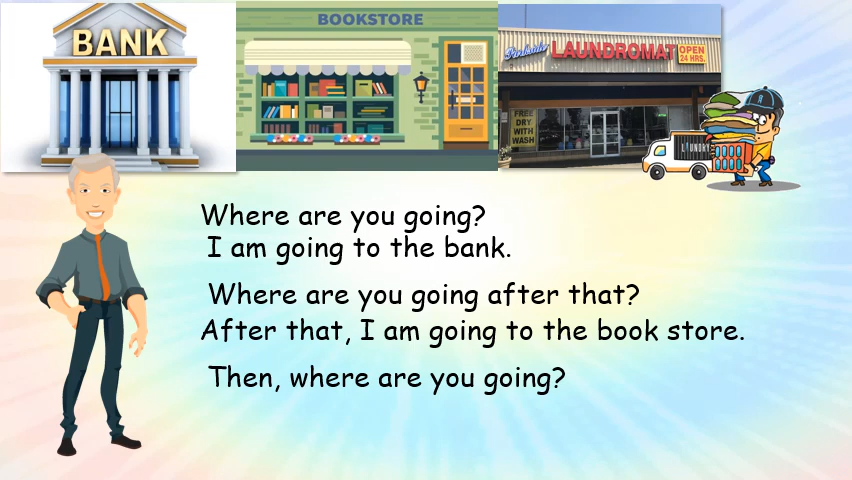 BANK
BOOKSTORE
Parkside LAUNDROMAT OPEN
24 HRS.
FREE
DRY
WITH
WASH
LAUNDRY
Where are you going?
I am going to the bank.
Where are you going after that?
After that, I am going to the book store.
Then, where are you going?